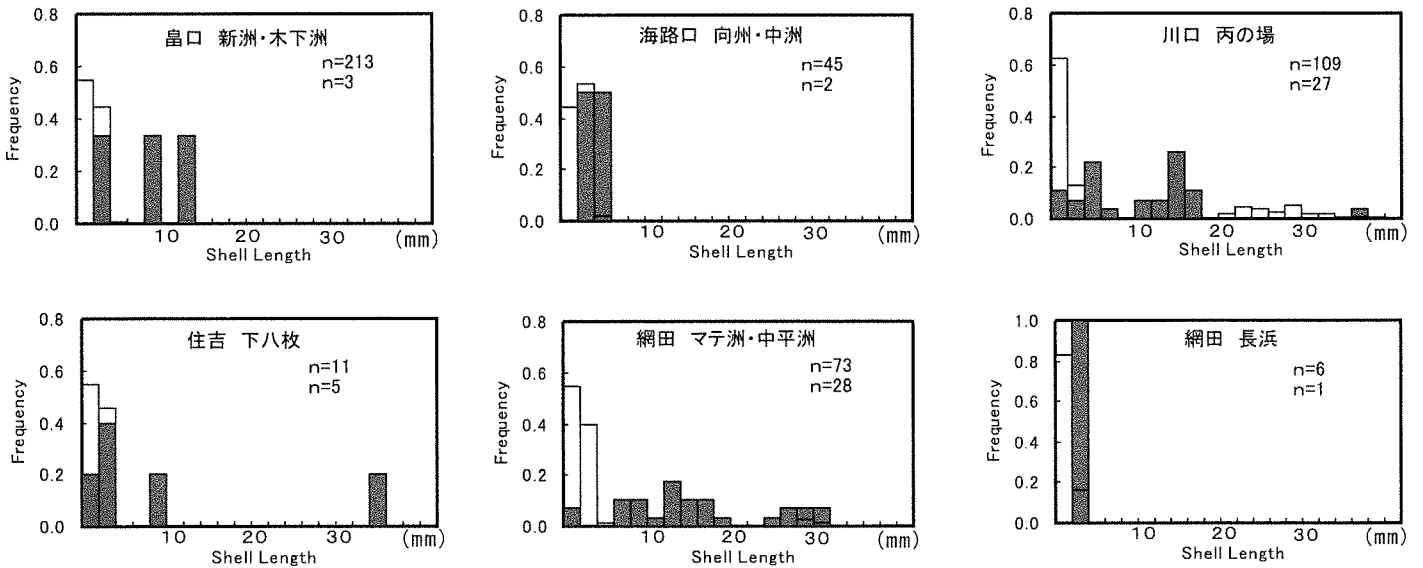 0.8
畠口 新洲・木下洲
n=213
n=3
0.6
0.4
0.2
0.0
Frequency
10 20 30 (mm)
Shell Length
0.8
海路口 向州・中洲
n=45
n=2
0.6
0.4
0.2
0.0
Frequency
10 20 30 (mm)
Shell Length
0.8
川口 丙の場
n=109
n=27
0.6
0.4
0.2
0.0
Frequency
10 20 30 (mm)
Shell Length
0.8
住吉 下八枚
n=11
n=5
0.6
0.4
0.2
0.0
Frequency
10 20 30 (mm)
Shell Length
0.8
網田 マテ洲・中平洲
n=73
n=28
0.6
0.4
0.2
0.0
Frequency
10 20 30 (mm)
Shell Length
1.0
網田 長浜
n=6
n=1
0.8
0.6
0.4
0.2
0.0
Frequency
10 20 30 (mm)
Shell Length